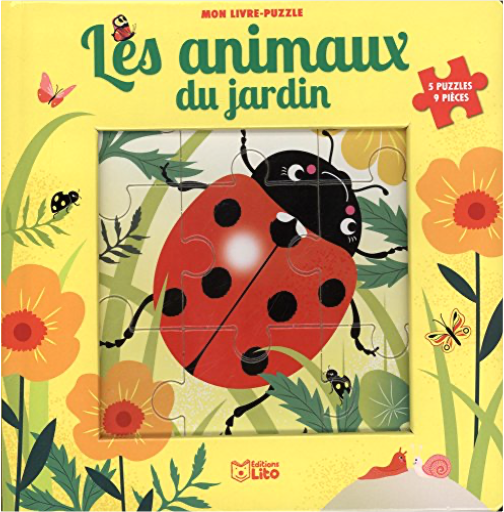 MON LIVRE-PUZZLE
Les animaux
du jardin
5 PUZZLES
9 PIÈCES
Éditions
Lito